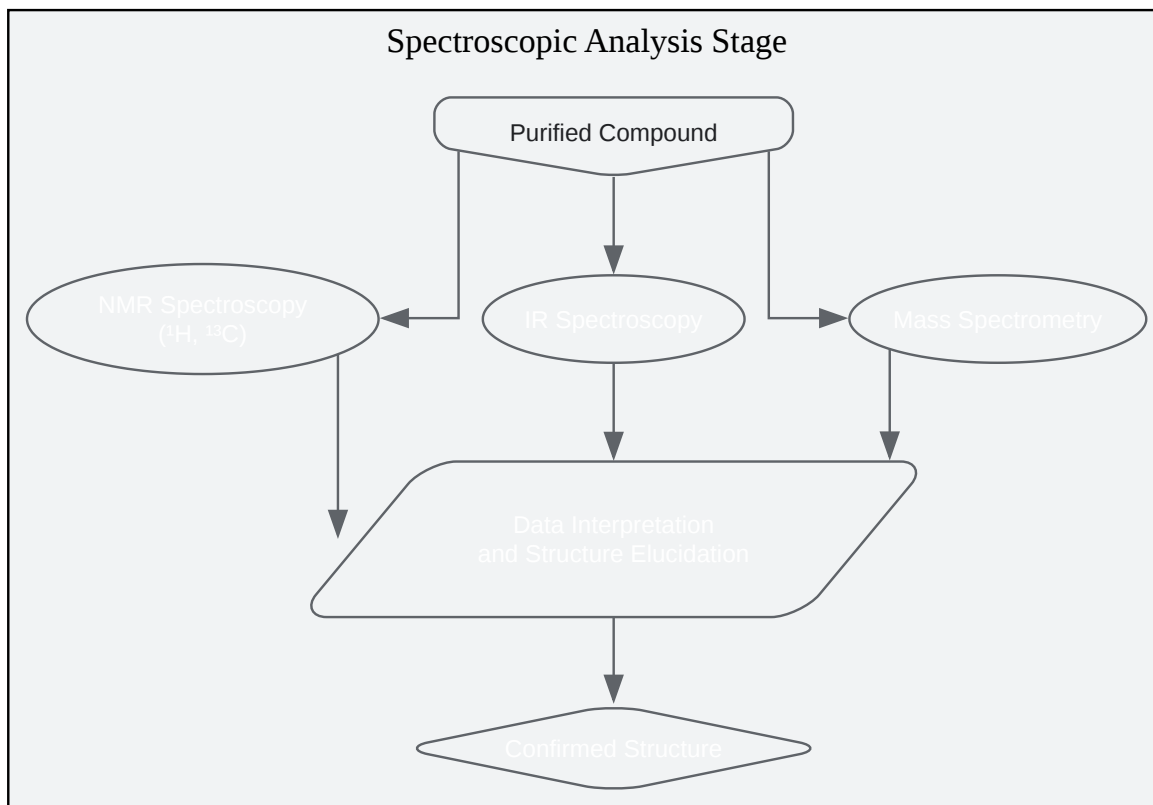 Spectroscopic Analysis Stage
Purified Compound
NMR Spectroscopy
(¹H, ¹³C)
IR Spectroscopy
Mass Spectrometry
Data Interpretation
and Structure Elucidation
Confirmed Structure